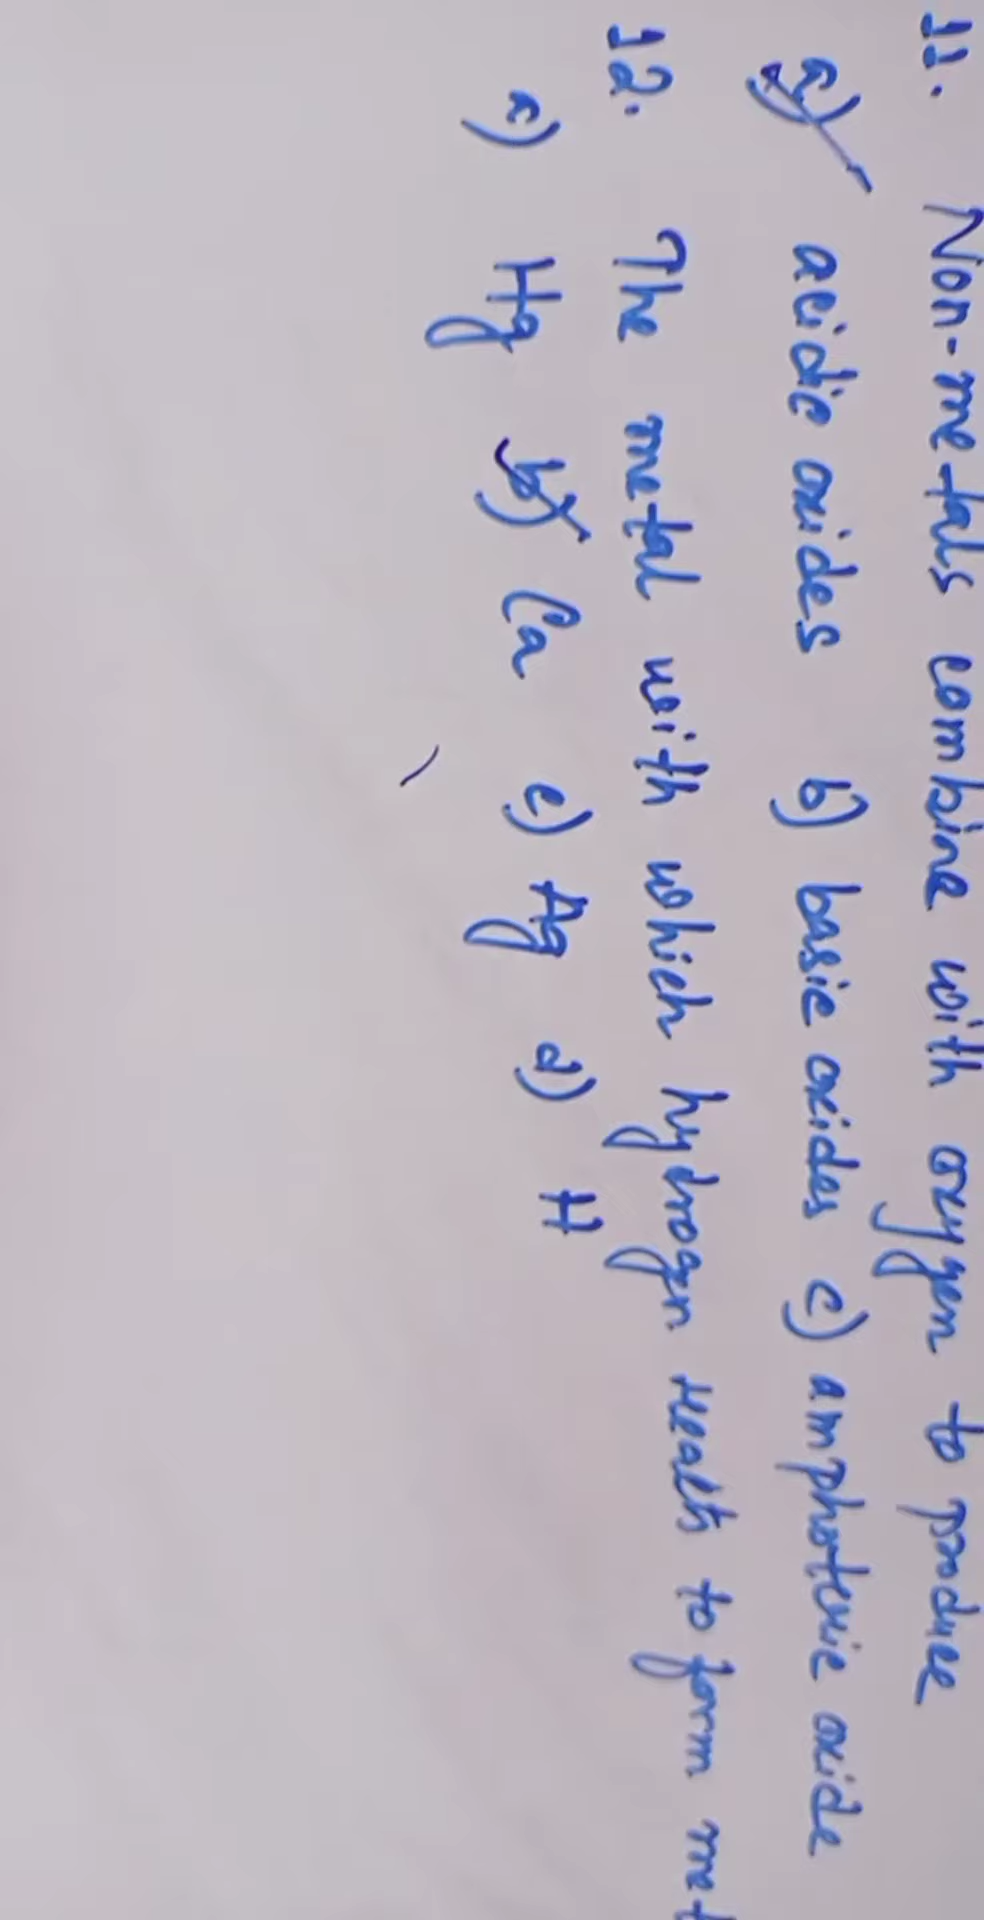 11. Non-metals combine with oxygen to produce
a) acidic oxides b) basic oxides c) amphoteric oxide
12. The metal with which hydrogen reacts to form met
a) Hg b) Ca c) Ag d) H